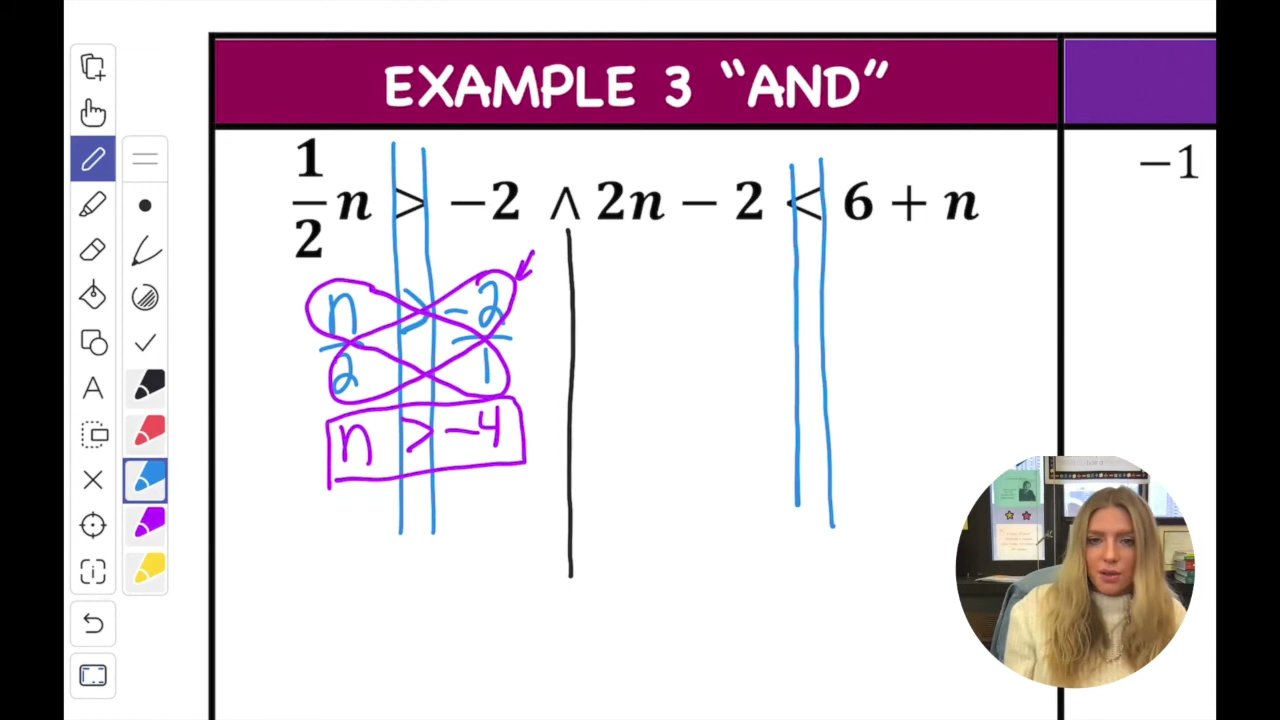 EXAMPLE 3 “AND”
1/2 n > −2 ∧ 2n − 2 < 6 + n
−1
n/2 > -2/1
n > -4
A